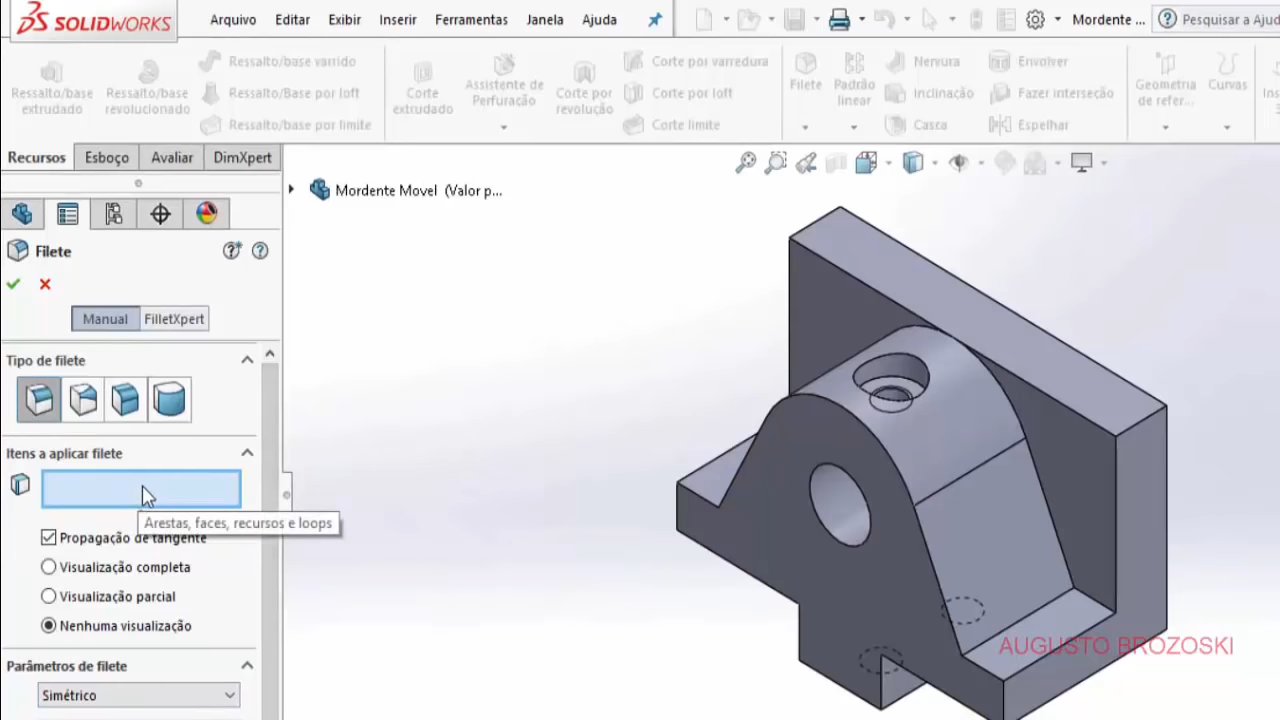 SOLIDWORKS
Arquivo Editar Exibir Inserir Ferramentas Janela Ajuda
Mordente ...
Pesquisar a Ajud
Ressalto/base extrudado
Ressalto/base revolucionado
Ressalto/base varrido
Ressalto/base por loft
Ressalto/base por limite
Corte extrudado
Assistente de Perfuração
Corte por revolução
Corte por varredura
Corte por loft
Corte limite
Filete
Padrão linear
Nervura
Inclinação
Casca
Envolver
Fazer interseção
Espelhar
Geometria de refer...
Curvas
Ins
Recursos Esboço Avaliar DimXpert
Mordente Movel (Valor p...
Filete
Manual FilletXpert
Tipo de filete
Itens a aplicar filete
Arestas, faces, recursos e loops
Propagação de tangente
Visualização completa
Visualização parcial
Nenhuma visualização
Parâmetros de filete
Simétrico
AUGUSTO BROZOSKI